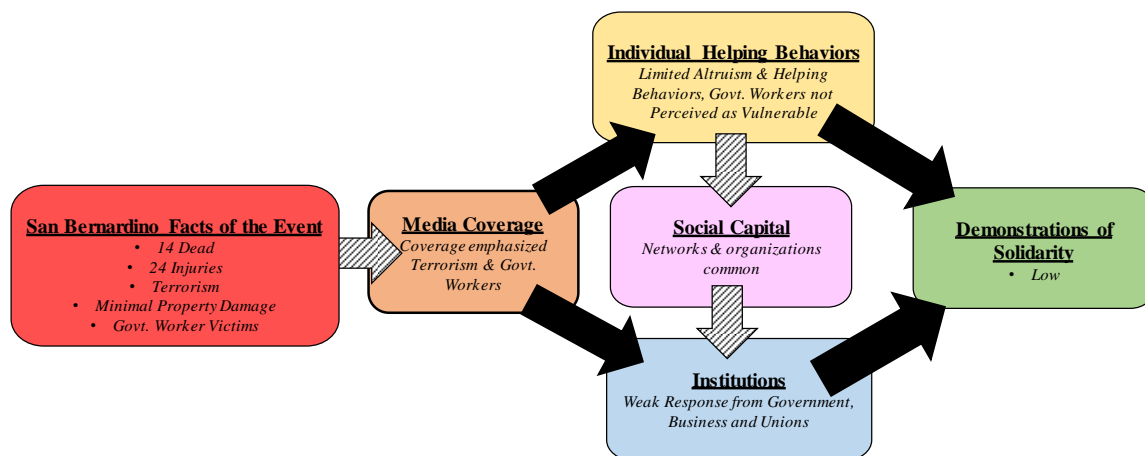 Individual Helping Behaviors
Limited Altruism & Helping
Behaviors, Govt. Workers not
Perceived as Vulnerable
San Bernardino Facts of the Event
• 14 Dead
• 24 Injuries
• Terrorism
• Minimal Property Damage
• Govt. Worker Victims
Media Coverage
Coverage emphasized
Terrorism & Govt.
Workers
Social Capital
Networks & organizations
common
Demonstrations of
Solidarity
• Low
Institutions
Weak Response from Government,
Business and Unions